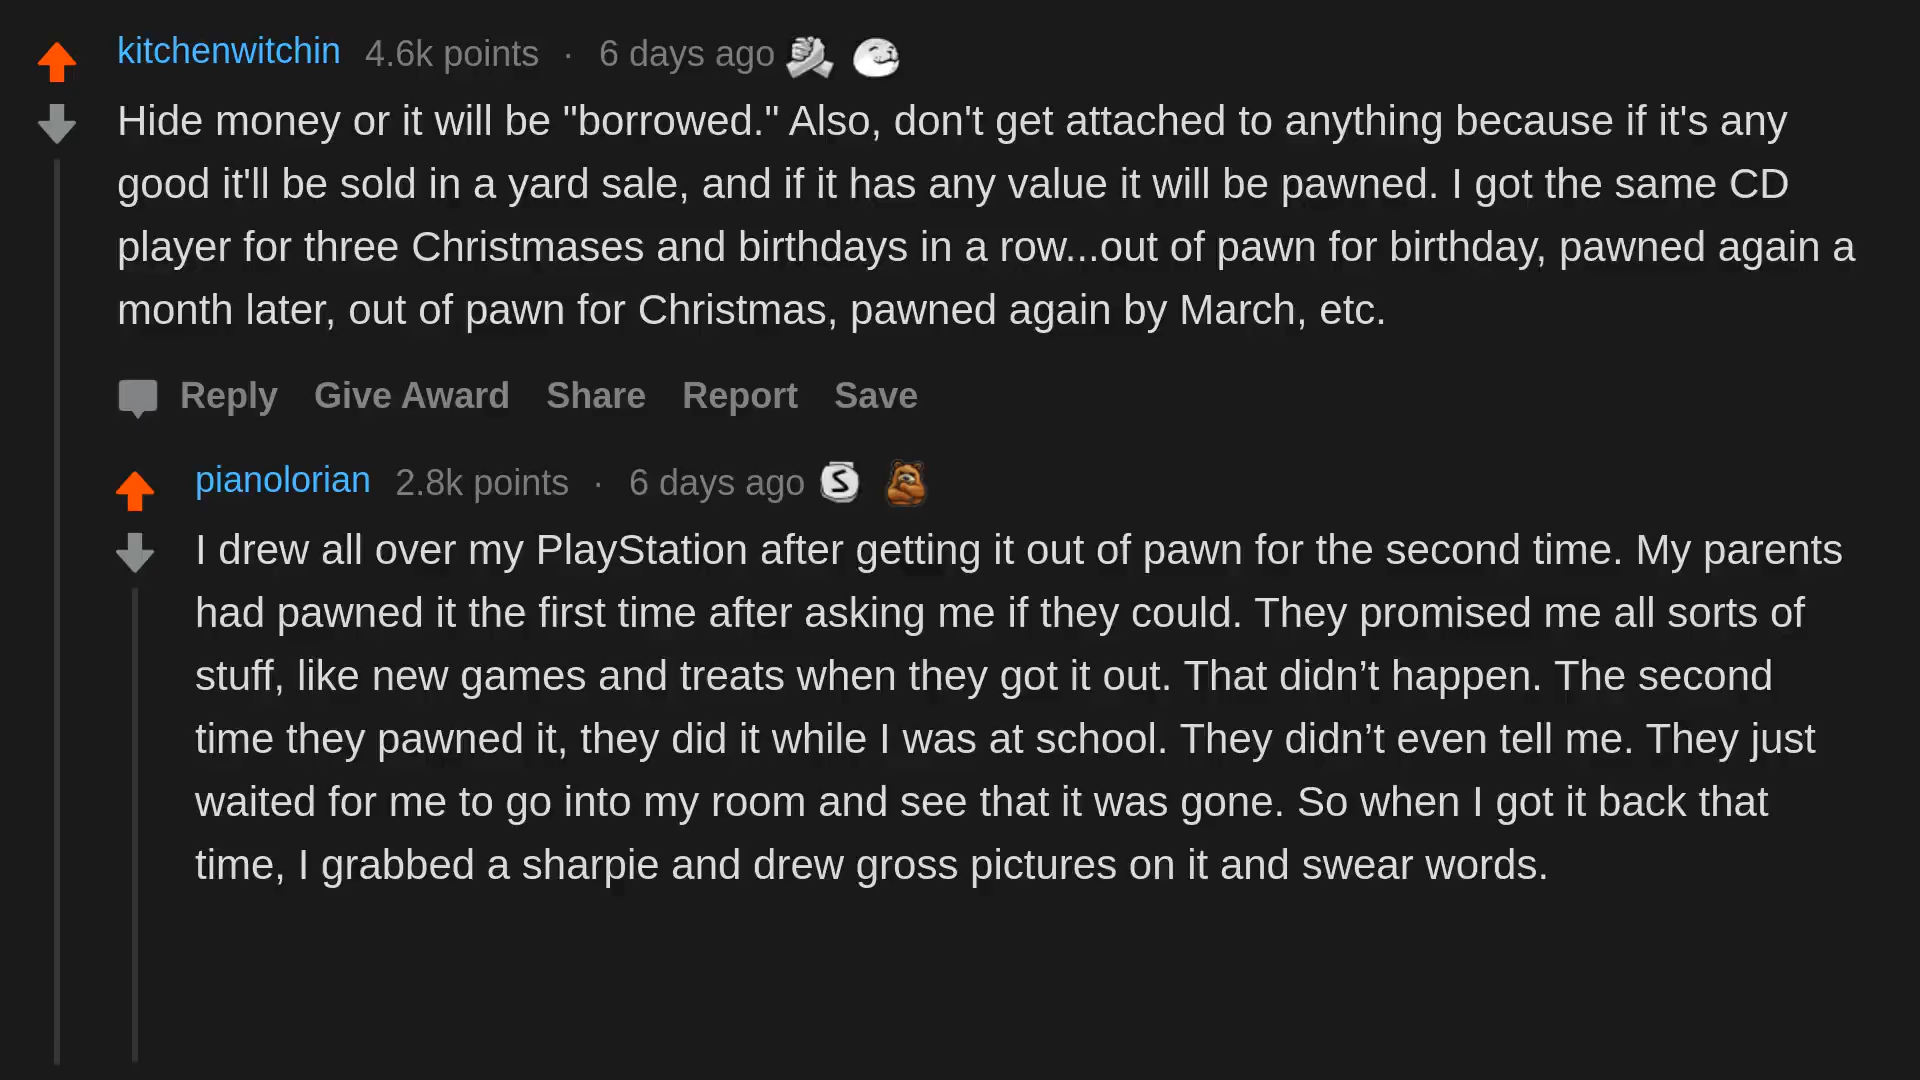 kitchenwitchin 4.6k points · 6 days ago
Hide money or it will be "borrowed." Also, don't get attached to anything because if it's any
good it'll be sold in a yard sale, and if it has any value it will be pawned. I got the same CD
player for three Christmases and birthdays in a row...out of pawn for birthday, pawned again a
month later, out of pawn for Christmas, pawned again by March, etc.
Reply Give Award Share Report Save
pianolorian 2.8k points · 6 days ago S
I drew all over my PlayStation after getting it out of pawn for the second time. My parents
had pawned it the first time after asking me if they could. They promised me all sorts of
stuff, like new games and treats when they got it out. That didn’t happen. The second
time they pawned it, they did it while I was at school. They didn’t even tell me. They just
waited for me to go into my room and see that it was gone. So when I got it back that
time, I grabbed a sharpie and drew gross pictures on it and swear words.